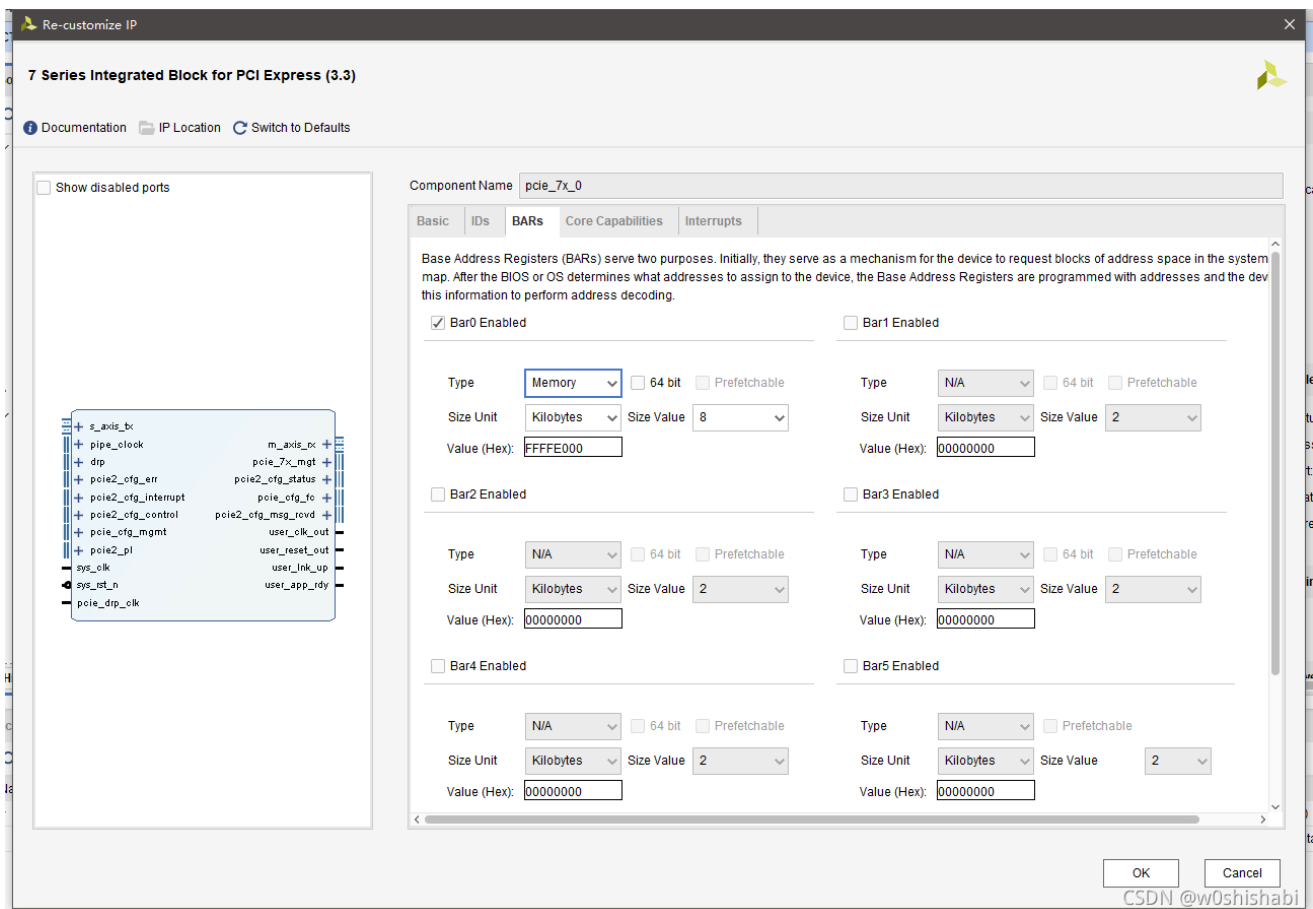 Re-customize IP
7 Series Integrated Block for PCI Express (3.3)
Documentation IP Location Switch to Defaults
Show disabled ports
s_axis_tx
pipe_clock
drp
pcie2_cfg_err
pcie2_cfg_interrupt
pcie2_cfg_control
pcie_cfg_mgmt
pcie2_pl
sys_clk
sys_rst_n
pcie_drp_clk
m_axis_rx
pcie_7x_mgt
pcie2_cfg_status
pcie_cfg_fc
pcie2_cfg_msg_rcvd
user_clk_out
user_reset_out
user_lnk_up
user_app_rdy
Component Name pcie_7x_0
Basic IDs BARs Core Capabilities Interrupts
Base Address Registers (BARs) serve two purposes. Initially, they serve as a mechanism for the device to request blocks of address space in the system
map. After the BIOS or OS determines what addresses to assign to the device, the Base Address Registers are programmed with addresses and the dev
this information to perform address decoding.
Bar0 Enabled
Type Memory 64 bit Prefetchable
Size Unit Kilobytes Size Value 8
Value (Hex): FFFFE000
Bar1 Enabled
Type N/A 64 bit Prefetchable
Size Unit Kilobytes Size Value 2
Value (Hex): 00000000
Bar2 Enabled
Type N/A 64 bit Prefetchable
Size Unit Kilobytes Size Value 2
Value (Hex): 00000000
Bar3 Enabled
Type N/A 64 bit Prefetchable
Size Unit Kilobytes Size Value 2
Value (Hex): 00000000
Bar4 Enabled
Type N/A 64 bit Prefetchable
Size Unit Kilobytes Size Value 2
Value (Hex): 00000000
Bar5 Enabled
Type N/A Prefetchable
Size Unit Kilobytes Size Value 2
Value (Hex): 00000000
OK Cancel
CSDN @w0shishabi